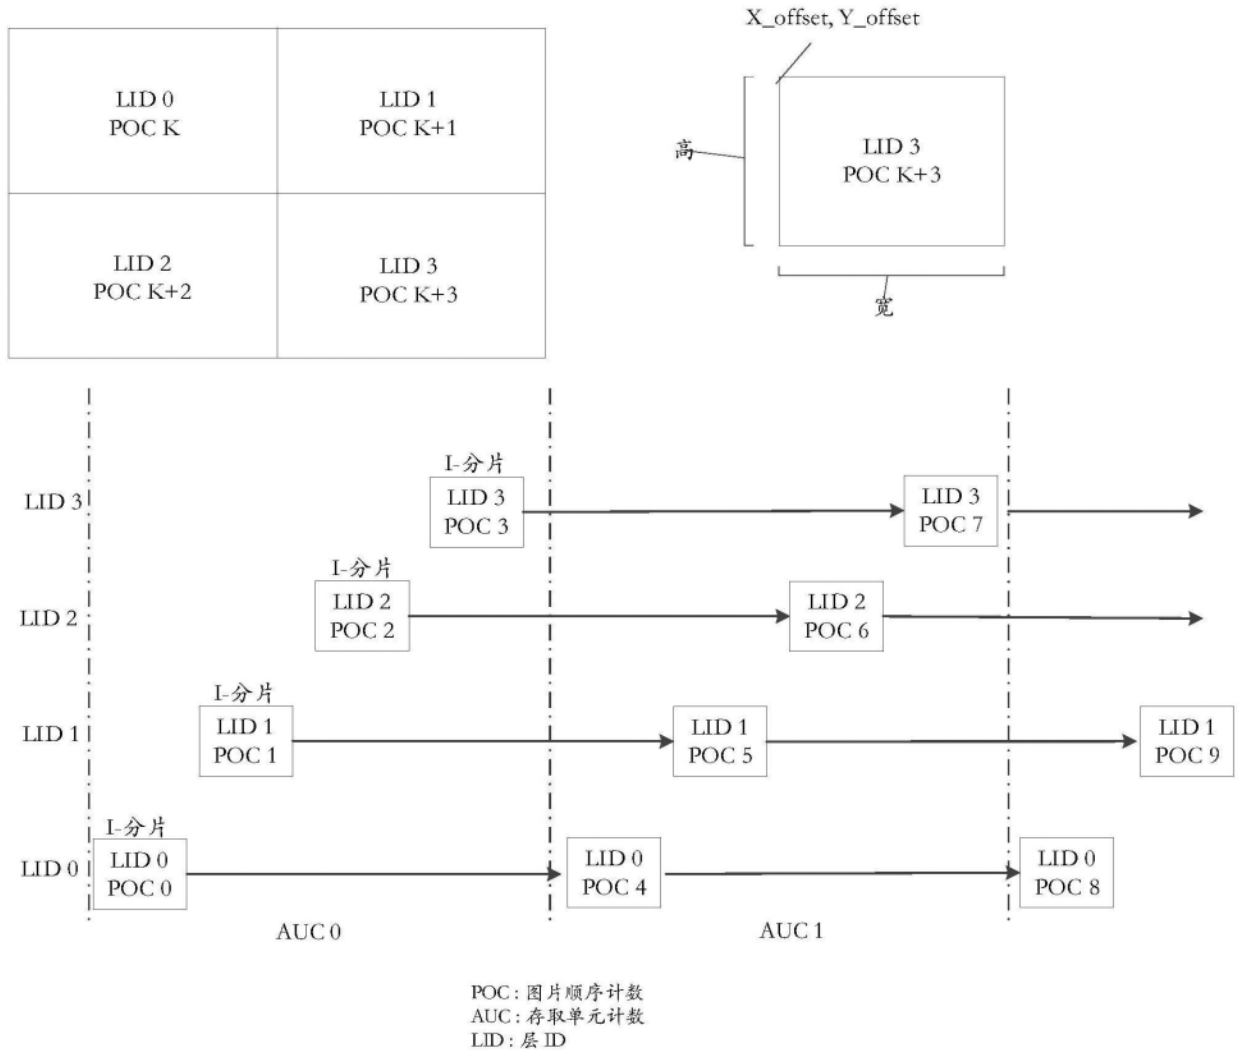 X_offset, Y_offset
LID 0
POC K
LID 1
POC K+1
LID 2
POC K+2
LID 3
POC K+3
高
LID 3
POC K+3
宽
LID 3
I-分片
LID 3
POC 3
LID 3
POC 7
LID 2
I-分片
LID 2
POC 2
LID 2
POC 6
LID 1
I-分片
LID 1
POC 1
LID 1
POC 5
LID 1
POC 9
LID 0
I-分片
LID 0
POC 0
LID 0
POC 4
LID 0
POC 8
AUC 0
AUC 1
POC : 图片顺序计数
AUC : 存取单元计数
LID : 层 ID